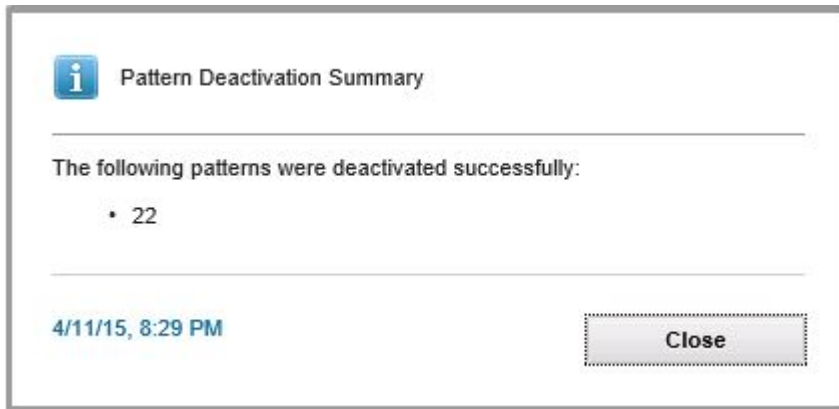 Pattern Deactivation Summary
The following patterns were deactivated successfully:
• 22
4/11/15, 8:29 PM
Close